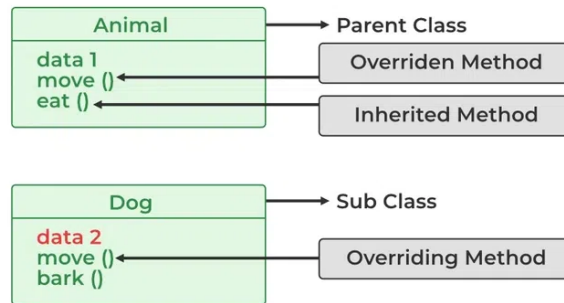 Animal
Parent Class
data 1
move ()
eat ()
Overriden Method
Inherited Method
Dog
Sub Class
data 2
move ()
bark ()
Overriding Method